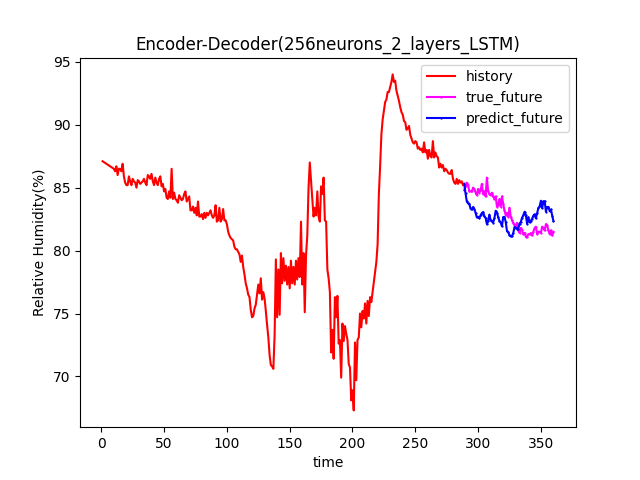 Encoder-Decoder(256neurons_2_layers_LSTM)
history
true_future
predict_future
Relative Humidity(%)
95
90
85
80
75
70
0 50 100 150 200 250 300 350
time